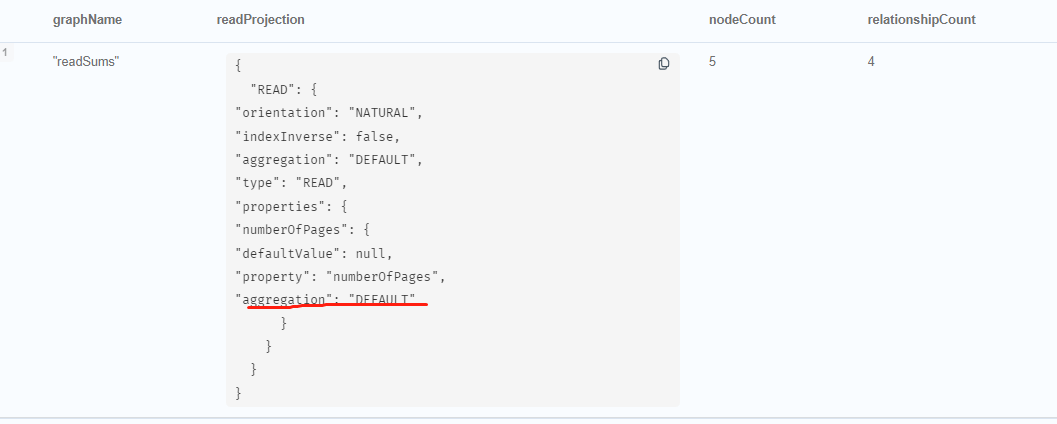 graphName readProjection nodeCount relationshipCount
1 "readSums" { 5 4
"READ": {
"orientation": "NATURAL",
"indexInverse": false,
"aggregation": "DEFAULT",
"type": "READ",
"properties": {
"numberOfPages": {
"defaultValue": null,
"property": "numberOfPages",
"aggregation": "DEFAULT"
}
}
}
}